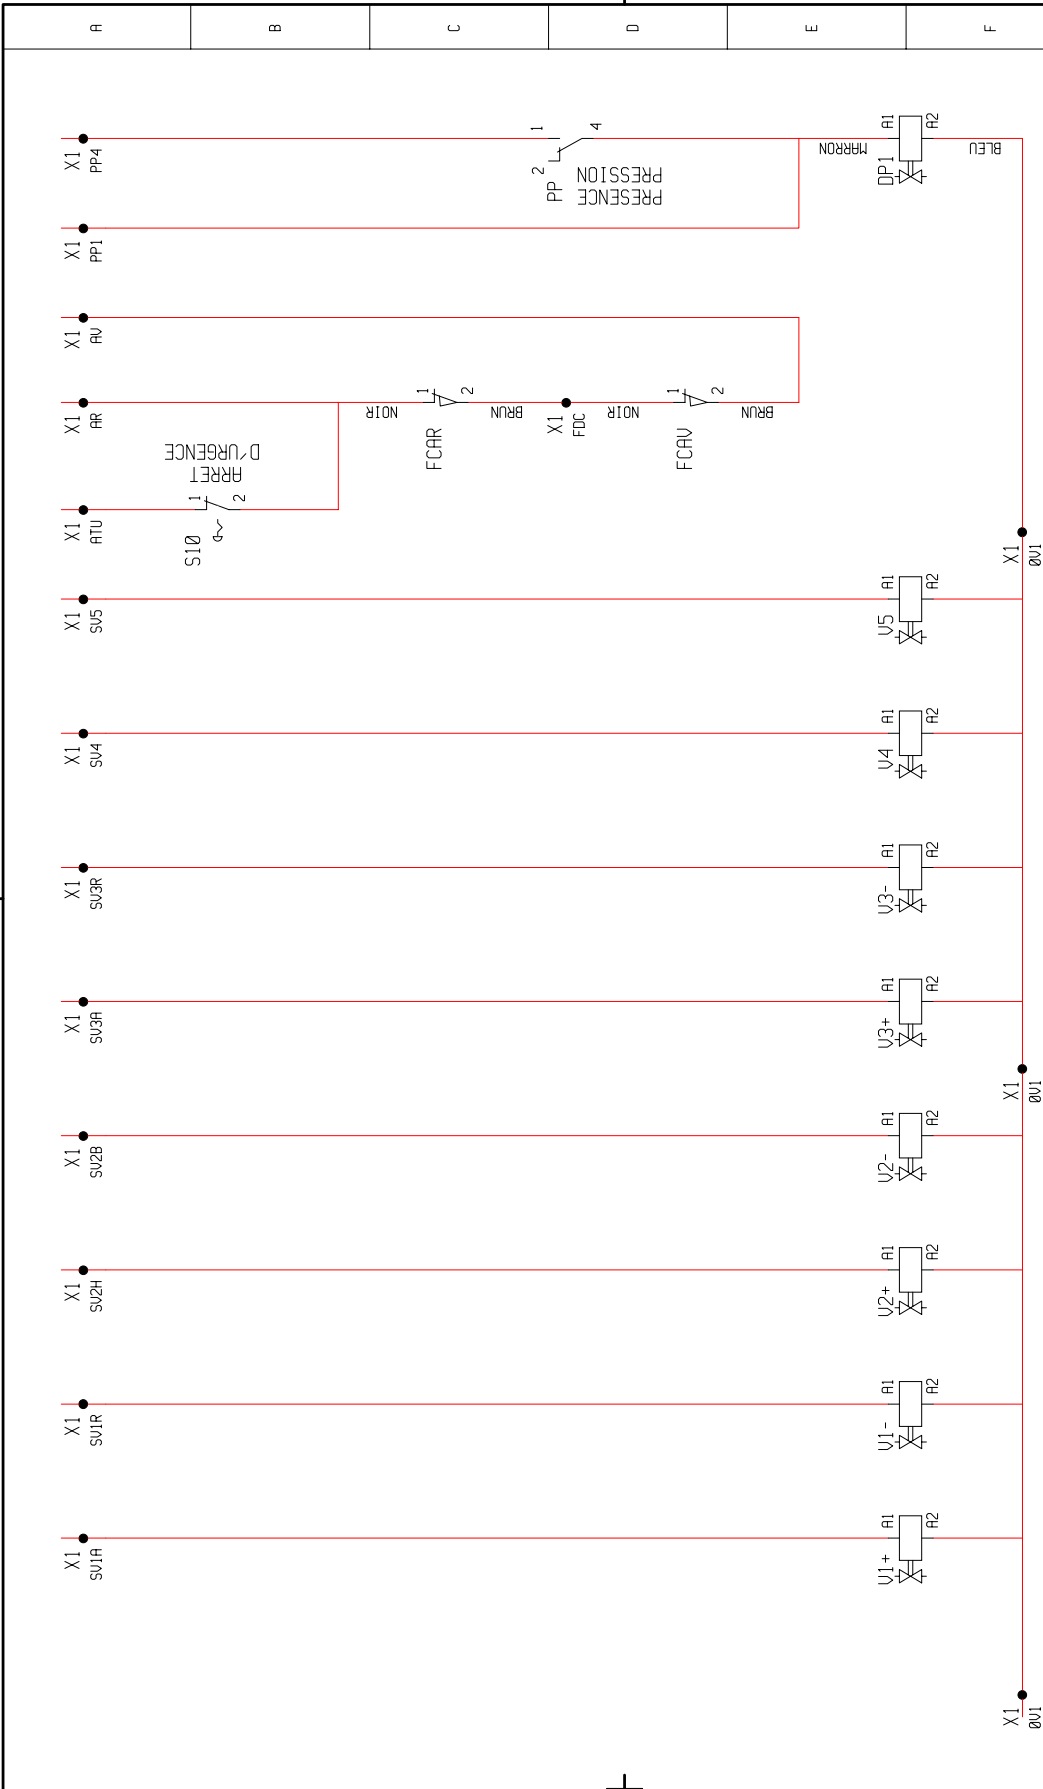 A
B
C
D
E
F
X1
PP4
1
2
4
PP
PRESENCE
PRESSION
MARRON
A1
A2
DP1
BLEU
X1
PP1
X1
AV
X1
AR
NOIR
1
2
FCAR
BRUN
X1
FDC
NOIR
1
2
FCAV
BRUN
ARRET
D'URGENCE
X1
ATU
1
2
S10
X1
0V1
X1
SV5
A1
A2
V5
X1
SV4
A1
A2
V4
X1
SV3R
A1
A2
V3-
X1
SV3A
A1
A2
V3+
X1
0V1
X1
SV2B
A1
A2
V2-
X1
SV2H
A1
A2
V2+
X1
SV1R
A1
A2
V1-
X1
SV1A
A1
A2
V1+
X1
0V1